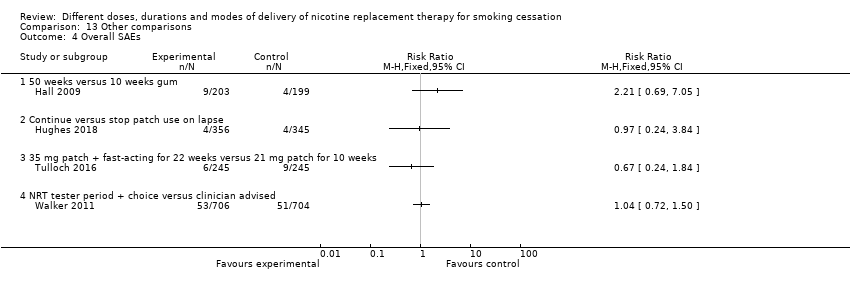 Review: Different doses, durations and modes of delivery of nicotine replacement therapy for smoking cessation
Comparison: 13 Other comparisons
Outcome: 4 Overall SAEs
Study or subgroup Experimental Control Risk Ratio Risk Ratio
n/N n/N M-H,Fixed,95% CI M-H,Fixed,95% CI
1 50 weeks versus 10 weeks gum
Hall 2009 9/203 4/199 2.21 [ 0.69, 7.05 ]
2 Continue versus stop patch use on lapse
Hughes 2018 4/356 4/345 0.97 [ 0.24, 3.84 ]
3 35 mg patch + fast-acting for 22 weeks versus 21 mg patch for 10 weeks
Tulloch 2016 6/245 9/245 0.67 [ 0.24, 1.84 ]
4 NRT tester period + choice versus clinician advised
Walker 2011 53/706 51/704 1.04 [ 0.72, 1.50 ]
0.01 0.1 1 10 100
Favours experimental Favours control